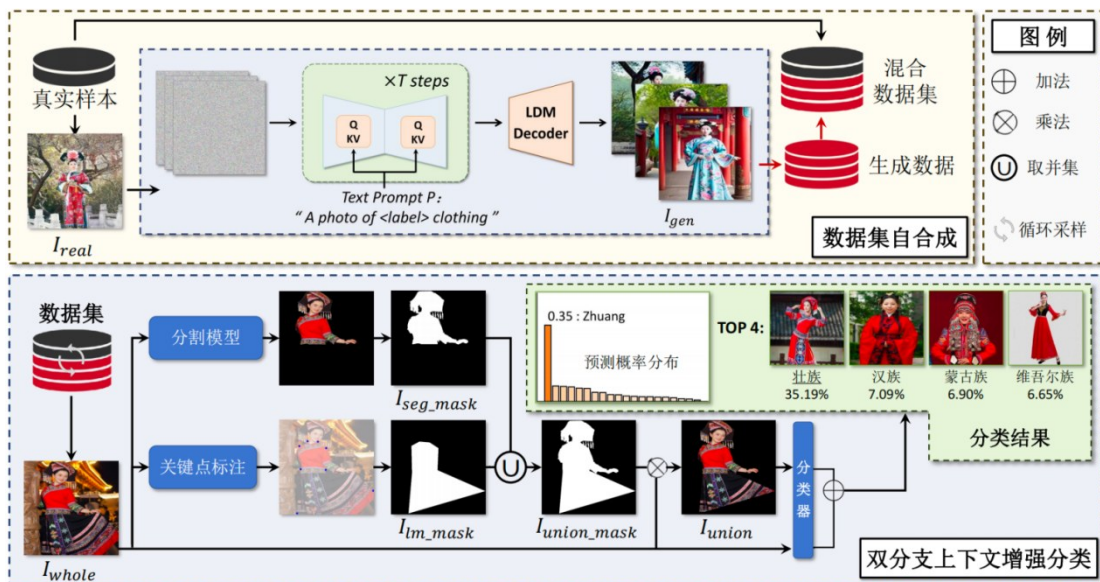 真实样本
I_real
×T steps
Q
KV
Q
KV
Text Prompt P：
“ A photo of <label> clothing ”
LDM
Decoder
I_gen
混合
数据集
生成数据
数据集自合成
图 例
加法
乘法
取并集
循环采样
数据集
I_whole
分割模型
关键点标注
I_seg_mask
I_lm_mask
I_union_mask
I_union
0.35 : Zhuang
预测概率分布
TOP 4:
壮族
35.19%
汉族
7.09%
蒙古族
6.90%
维吾尔族
6.65%
分类结果
分类器
双分支上下文增强分类